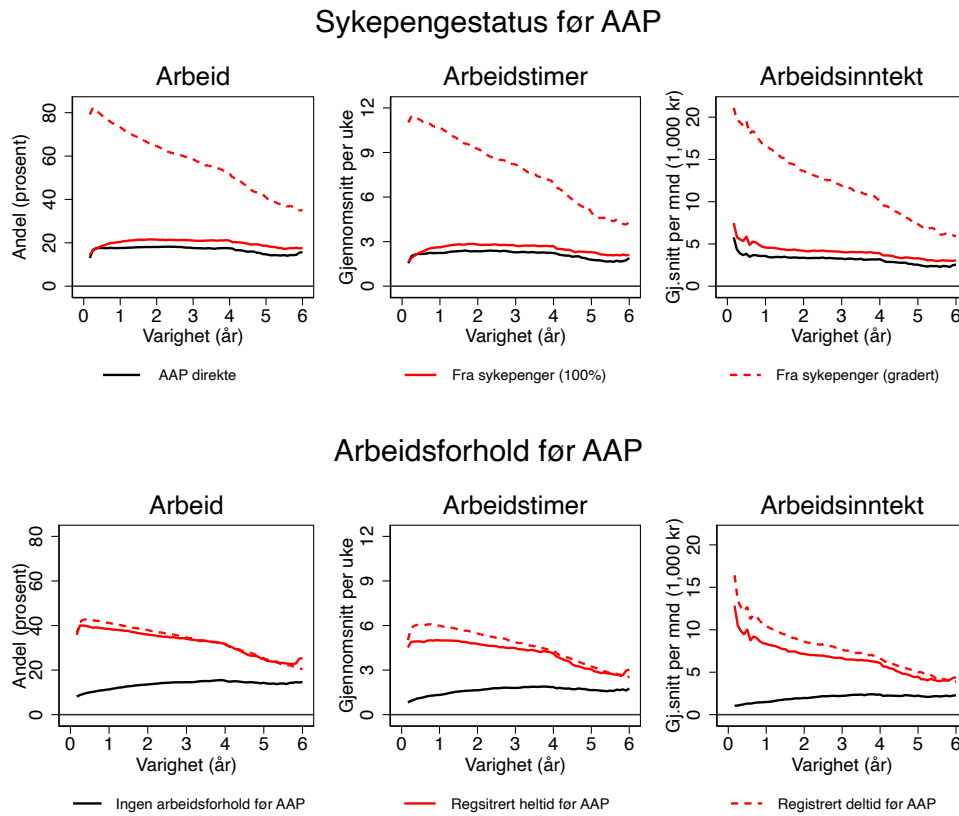 Sykepengestatus før AAP
Arbeid
Andel (prosent)
80
60
40
20
0
0 1 2 3 4 5 6
Varighet (år)
Arbeidstimer
Gjennomsnitt per uke
12
9
6
3
0
0 1 2 3 4 5 6
Varighet (år)
Arbeidsinntekt
Gj.snitt per mnd (1,000 kr)
20
15
10
5
0
0 1 2 3 4 5 6
Varighet (år)
AAP direkte
Fra sykepenger (100%)
Fra sykepenger (gradert)
Arbeidsforhold før AAP
Arbeid
Andel (prosent)
80
60
40
20
0
0 1 2 3 4 5 6
Varighet (år)
Arbeidstimer
Gjennomsnitt per uke
12
9
6
3
0
0 1 2 3 4 5 6
Varighet (år)
Arbeidsinntekt
Gj.snitt per mnd (1,000 kr)
20
15
10
5
0
0 1 2 3 4 5 6
Varighet (år)
Ingen arbeidsforhold før AAP
Regsitrert heltid før AAP
Registrert deltid før AAP